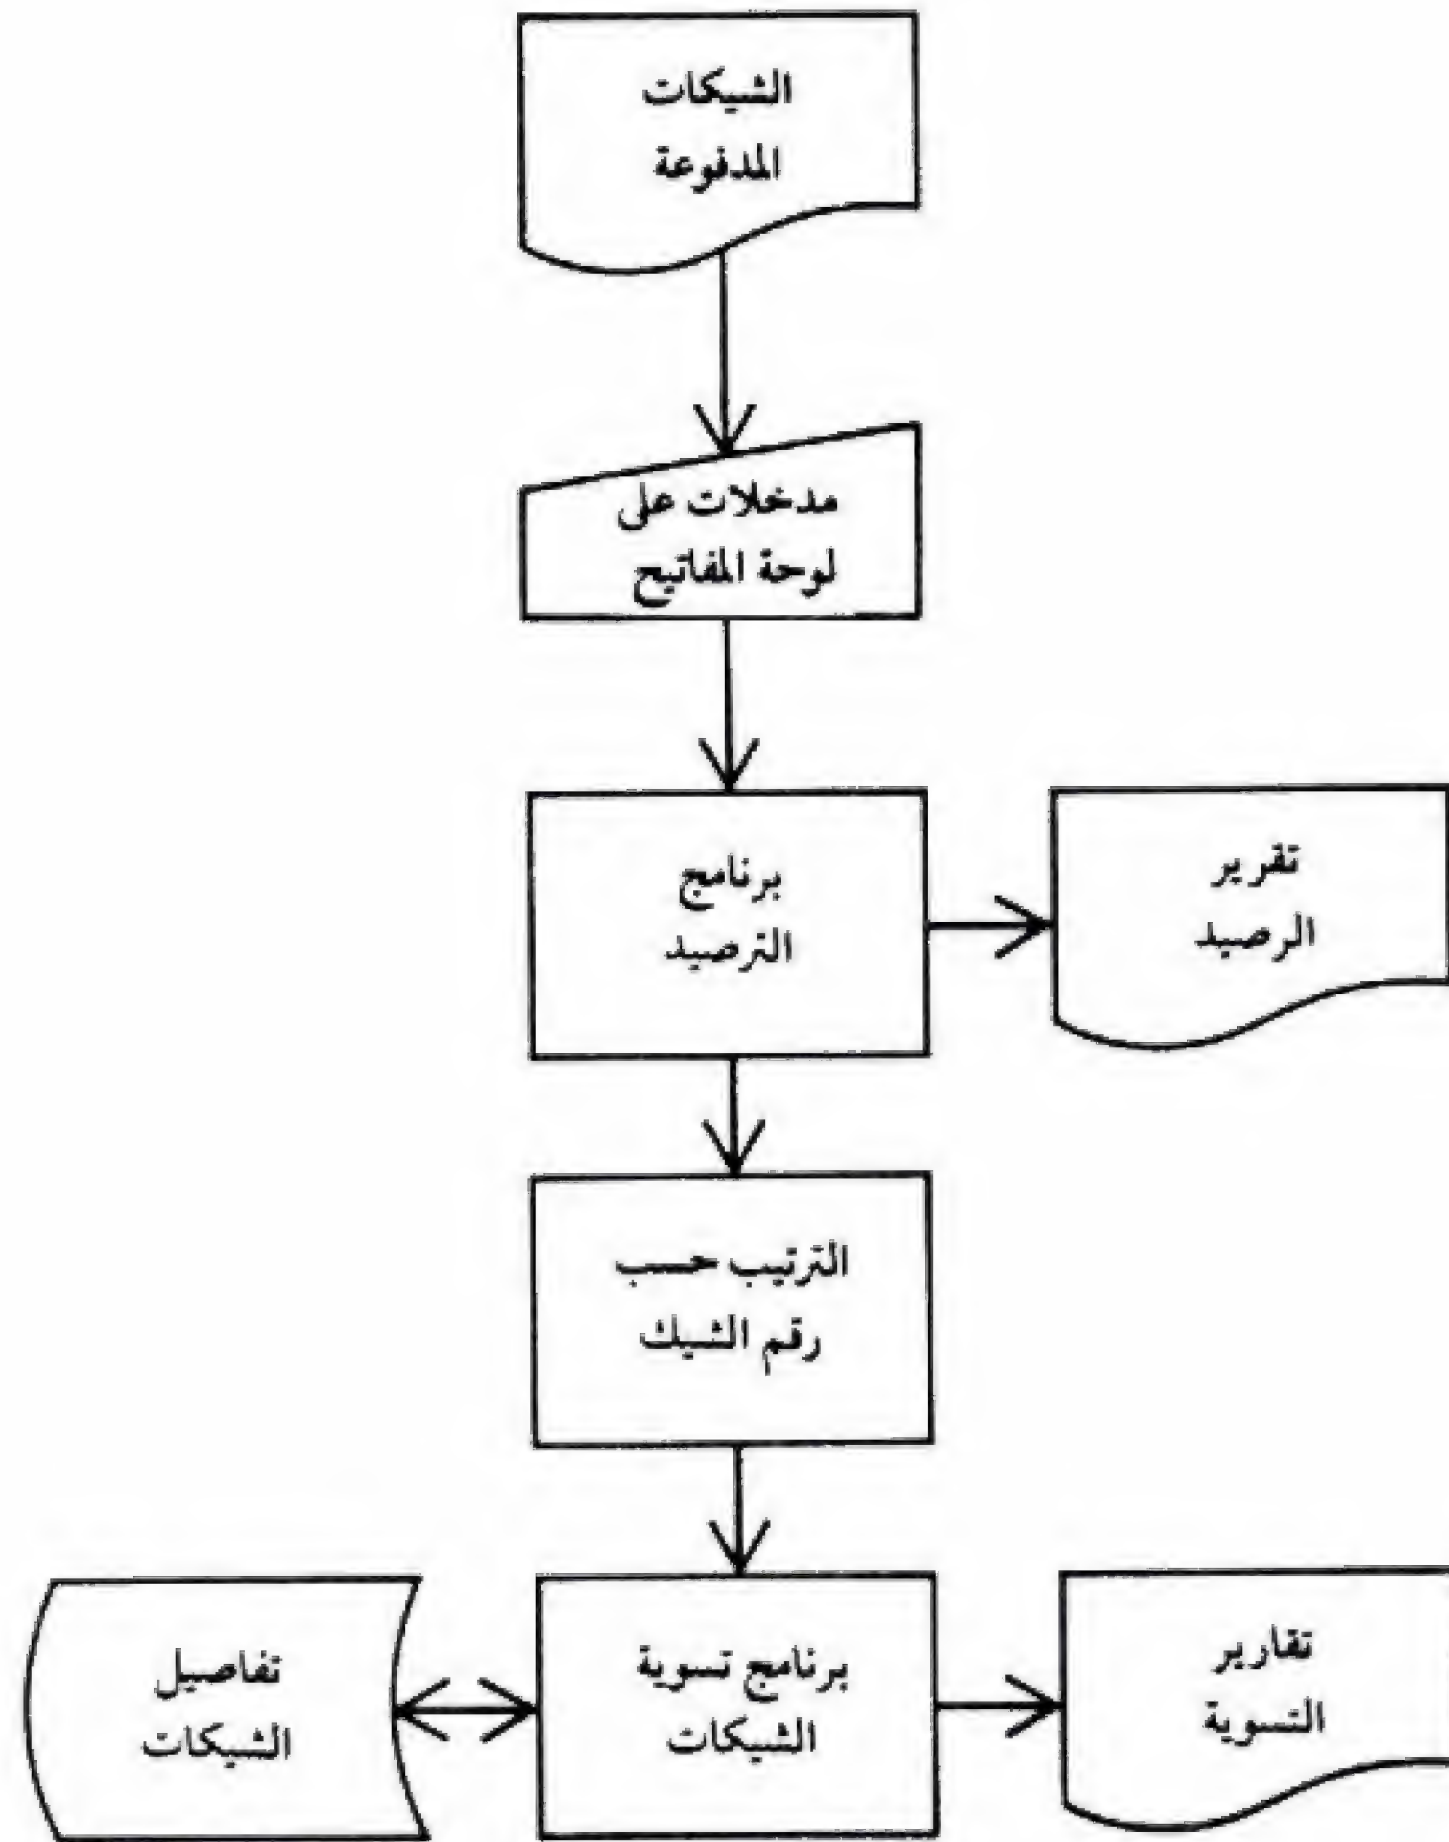 الشيكات
المدفوعة
مدخلات على
لوحة المفاتيح
برنامج
الترصيد
تقرير
الرصيد
الترتيب حسب
رقم الشيك
برنامج تسوية
الشيكات
تقارير
التسوية
تفاصيل
الشيكات